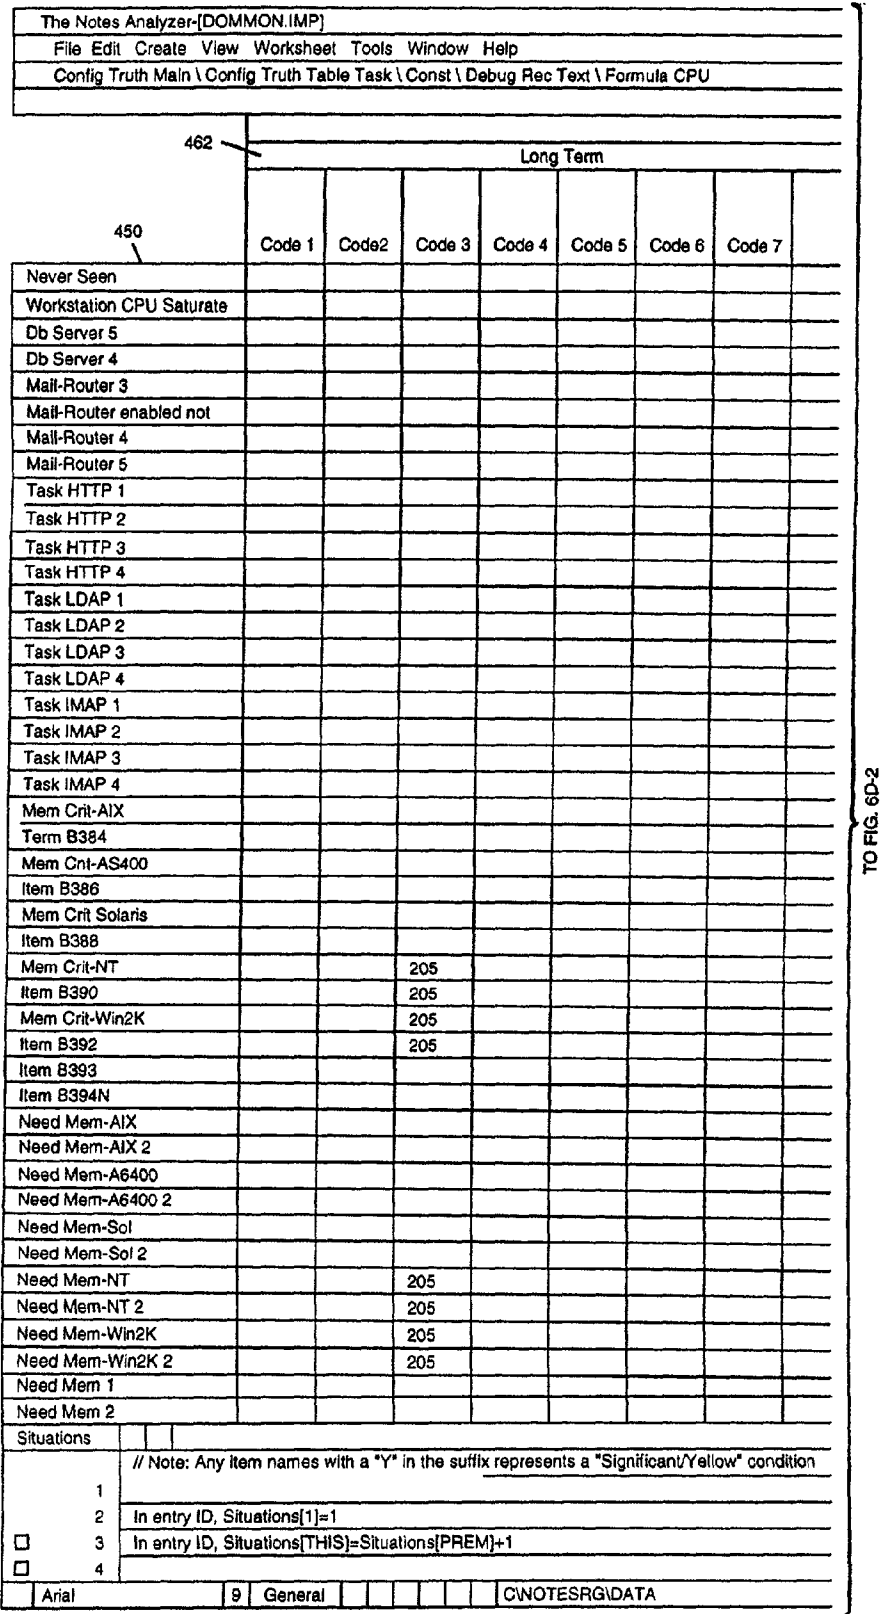 The Notes Analyzer-[DOMMON.IMP]
File Edit Create View Worksheet Tools Window Help
Config Truth Main \ Config Truth Table Task \ Const \ Debug Rec Text \ Formula CPU
462
Long Term
450
Code 1 Code2 Code 3 Code 4 Code 5 Code 6 Code 7
Never Seen
Workstation CPU Saturate
Db Server 5
Db Server 4
Mail-Router 3
Mail-Router enabled not
Mail-Router 4
Mail-Router 5
Task HTTP 1
Task HTTP 2
Task HTTP 3
Task HTTP 4
Task LDAP 1
Task LDAP 2
Task LDAP 3
Task LDAP 4
Task IMAP 1
Task IMAP 2
Task IMAP 3
Task IMAP 4
Mem Crit-AIX
Term B384
Mem Cnt-AS400
Item B386
Mem Crit Solaris
Item B388
Mem Crit-NT 205
Item B390 205
Mem Crit-Win2K 205
Item B392 205
Item B393
Item B394N
Need Mem-AIX
Need Mem-AIX 2
Need Mem-A6400
Need Mem-A6400 2
Need Mem-Sol
Need Mem-Sol 2
Need Mem-NT 205
Need Mem-NT 2 205
Need Mem-Win2K 205
Need Mem-Win2K 2 205
Need Mem 1
Need Mem 2
Situations
// Note: Any item names with a "Y" in the suffix represents a "Significant/Yellow" condition
1
2 In entry ID, Situations[1]=1
3 In entry ID, Situations[THIS]=Situations[PREM]+1
4
Arial 9 General C\NOTESRG\DATA
TO FIG. 6D-2